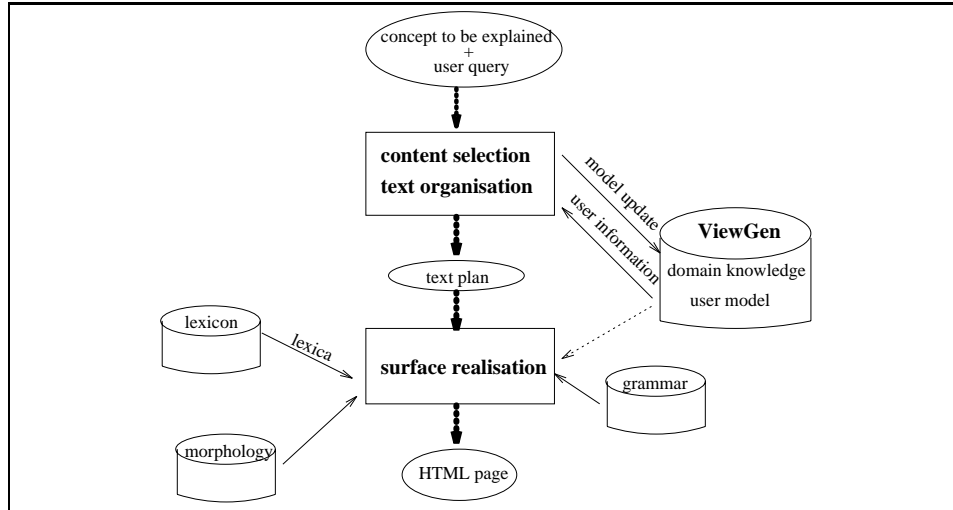 concept to be explained
+
user query
content selection
text organisation
model update
user information
ViewGen
domain knowledge
user model
text plan
lexicon
lexica
surface realisation
grammar
morphology
HTML page